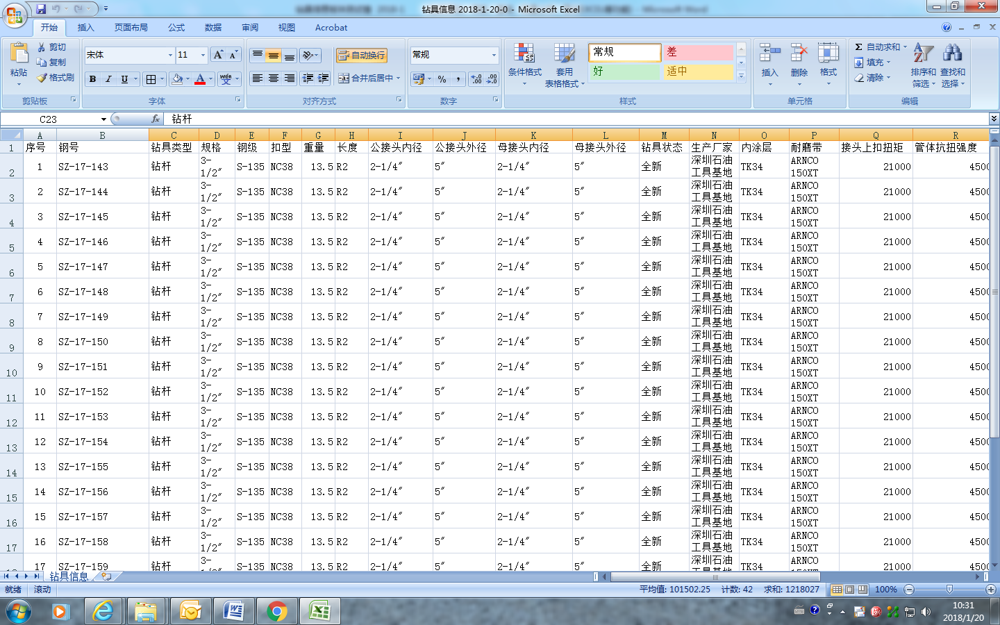 钻具信息 2018-1-20-0 - Microsoft Excel
开始 插入 页面布局 公式 数据 审阅 视图 Acrobat
粘贴 剪切 复制 格式刷 剪贴板
宋体 11 B I U A 字体
自动换行 合并后居中 对齐方式
常规 % , 数字
条件格式 套用表格格式 常规 差 好 适中 样式
插入 删除 格式 单元格
Σ 自动求和 填充 清除 排序和筛选 查找和选择 编辑
C23 fx 钻杆
A B C D E F G H I J K L M N O P Q R
1 序号 钢号 钻具类型 规格 钢级 扣型 重量 长度 公接头内径 公接头外径 母接头内径 母接头外径 钻具状态 生产厂家 内涂层 耐磨带 接头上扣扭矩 管体抗扭强度
2 1 SZ-17-143 钻杆 3-1/2" S-135 NC38 13.5 R2 2-1/4" 5" 2-1/4" 5" 全新 深圳石油工具基地 TK34 ARNCO 150XT 21000 4500
3 2 SZ-17-144 钻杆 3-1/2" S-135 NC38 13.5 R2 2-1/4" 5" 2-1/4" 5" 全新 深圳石油工具基地 TK34 ARNCO 150XT 21000 4500
4 3 SZ-17-145 钻杆 3-1/2" S-135 NC38 13.5 R2 2-1/4" 5" 2-1/4" 5" 全新 深圳石油工具基地 TK34 ARNCO 150XT 21000 4500
5 4 SZ-17-146 钻杆 3-1/2" S-135 NC38 13.5 R2 2-1/4" 5" 2-1/4" 5" 全新 深圳石油工具基地 TK34 ARNCO 150XT 21000 4500
6 5 SZ-17-147 钻杆 3-1/2" S-135 NC38 13.5 R2 2-1/4" 5" 2-1/4" 5" 全新 深圳石油工具基地 TK34 ARNCO 150XT 21000 4500
7 6 SZ-17-148 钻杆 3-1/2" S-135 NC38 13.5 R2 2-1/4" 5" 2-1/4" 5" 全新 深圳石油工具基地 TK34 ARNCO 150XT 21000 4500
8 7 SZ-17-149 钻杆 3-1/2" S-135 NC38 13.5 R2 2-1/4" 5" 2-1/4" 5" 全新 深圳石油工具基地 TK34 ARNCO 150XT 21000 4500
9 8 SZ-17-150 钻杆 3-1/2" S-135 NC38 13.5 R2 2-1/4" 5" 2-1/4" 5" 全新 深圳石油工具基地 TK34 ARNCO 150XT 21000 4500
10 9 SZ-17-151 钻杆 3-1/2" S-135 NC38 13.5 R2 2-1/4" 5" 2-1/4" 5" 全新 深圳石油工具基地 TK34 ARNCO 150XT 21000 4500
11 10 SZ-17-152 钻杆 3-1/2" S-135 NC38 13.5 R2 2-1/4" 5" 2-1/4" 5" 全新 深圳石油工具基地 TK34 ARNCO 150XT 21000 4500
12 11 SZ-17-153 钻杆 3-1/2" S-135 NC38 13.5 R2 2-1/4" 5" 2-1/4" 5" 全新 深圳石油工具基地 TK34 ARNCO 150XT 21000 4500
13 12 SZ-17-154 钻杆 3-1/2" S-135 NC38 13.5 R2 2-1/4" 5" 2-1/4" 5" 全新 深圳石油工具基地 TK34 ARNCO 150XT 21000 4500
14 13 SZ-17-155 钻杆 3-1/2" S-135 NC38 13.5 R2 2-1/4" 5" 2-1/4" 5" 全新 深圳石油工具基地 TK34 ARNCO 150XT 21000 4500
15 14 SZ-17-156 钻杆 3-1/2" S-135 NC38 13.5 R2 2-1/4" 5" 2-1/4" 5" 全新 深圳石油工具基地 TK34 ARNCO 150XT 21000 4500
16 15 SZ-17-157 钻杆 3-1/2" S-135 NC38 13.5 R2 2-1/4" 5" 2-1/4" 5" 全新 深圳石油工具基地 TK34 ARNCO 150XT 21000 4500
17 16 SZ-17-158 钻杆 3-1/2" S-135 NC38 13.5 R2 2-1/4" 5" 2-1/4" 5" 全新 深圳石油工具基地 TK34 ARNCO 150XT 21000 4500
17 SZ-17-159 钻杆 3- S-135 NC38 13.5 R2 2-1/4" 5" 2-1/4" 5" 全新 深圳石油 TK34 ARNCO 21000 4500
钻具信息
就绪 滚动 平均值: 101502.25 计数: 42 求和: 1218027 100%
10:31
2018/1/20